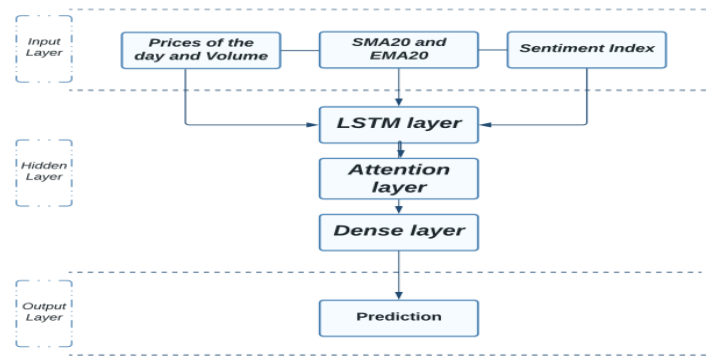 Input
Layer
Prices of the
day and Volume
SMA20 and
EMA20
Sentiment Index
LSTM layer
Hidden
Layer
Attention
layer
Dense layer
Output
Layer
Prediction